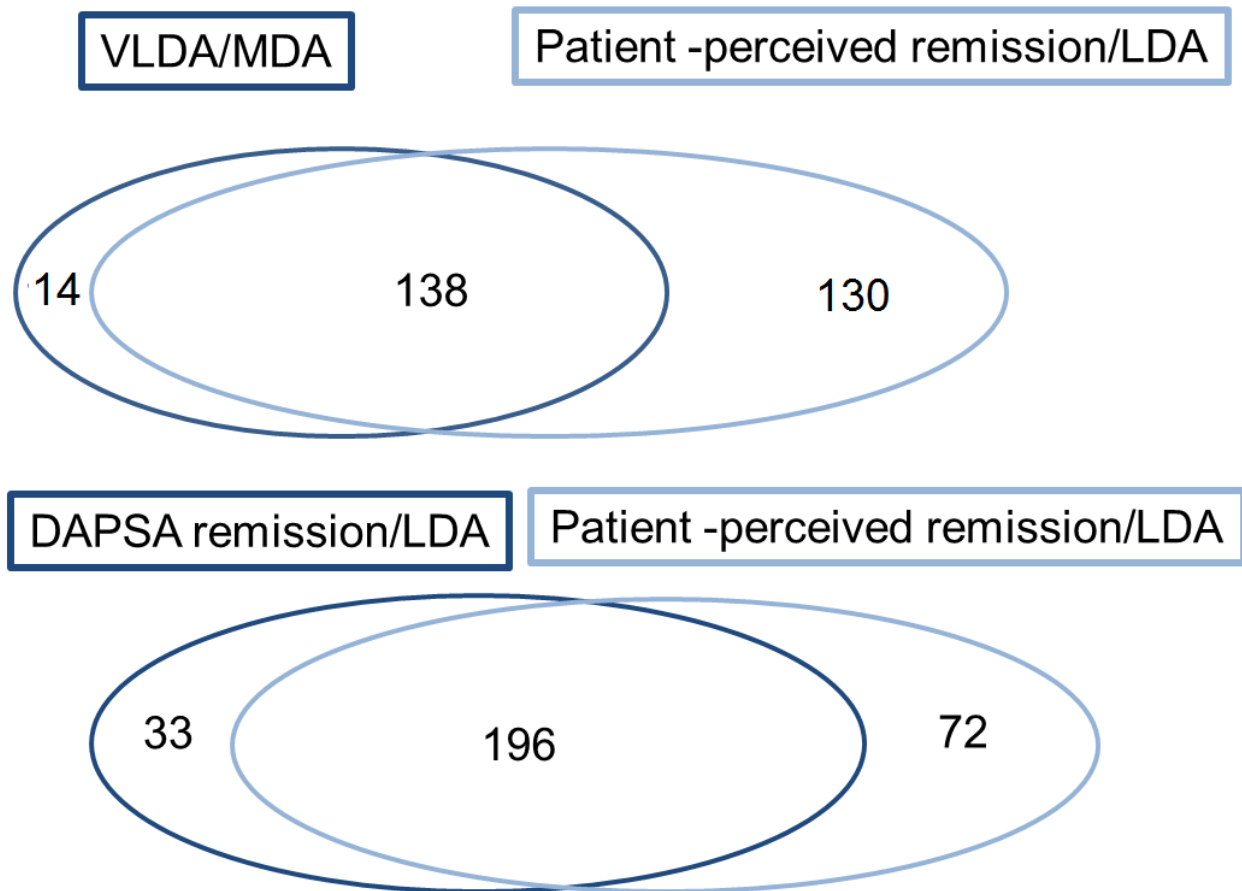 VLDA/MDA
Patient -perceived remission/LDA
14
138
130
DAPSA remission/LDA
Patient -perceived remission/LDA
33
196
72